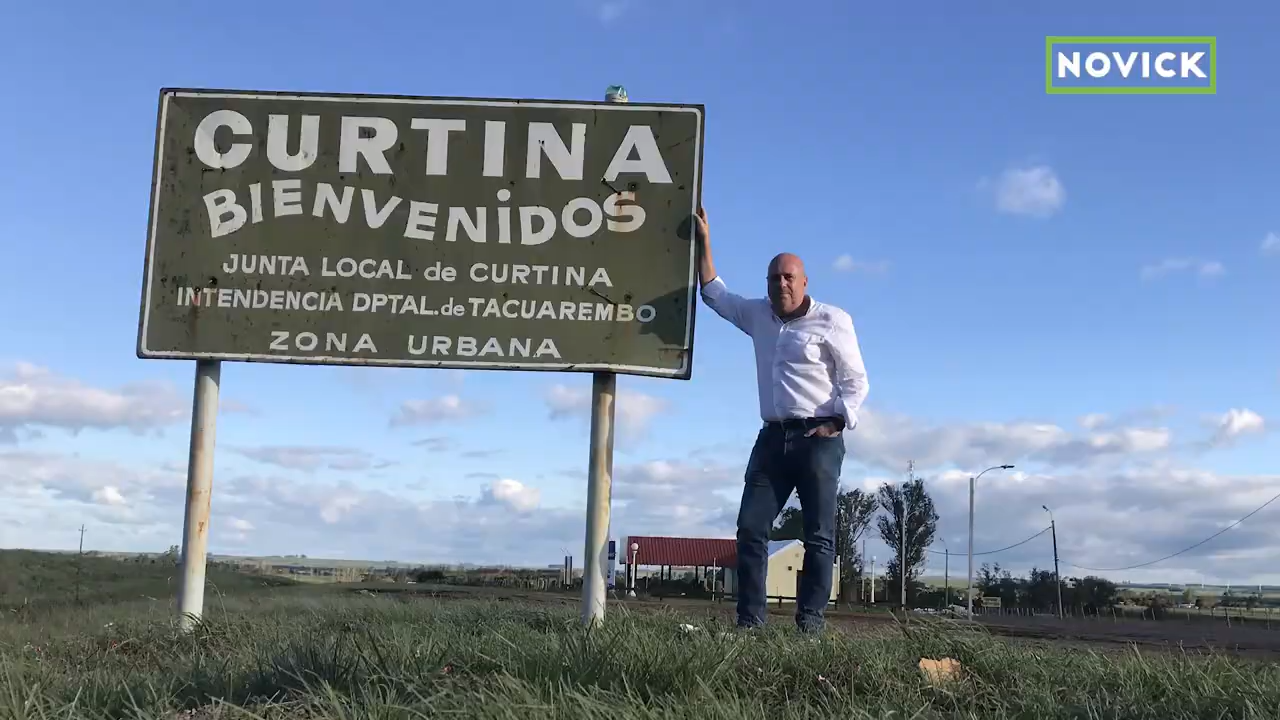 NOVICK
CURTINA
BIENVENIDOS
JUNTA LOCAL de CURTINA
INTENDENCIA DPTAL. de TACUAREMBO
ZONA URBANA